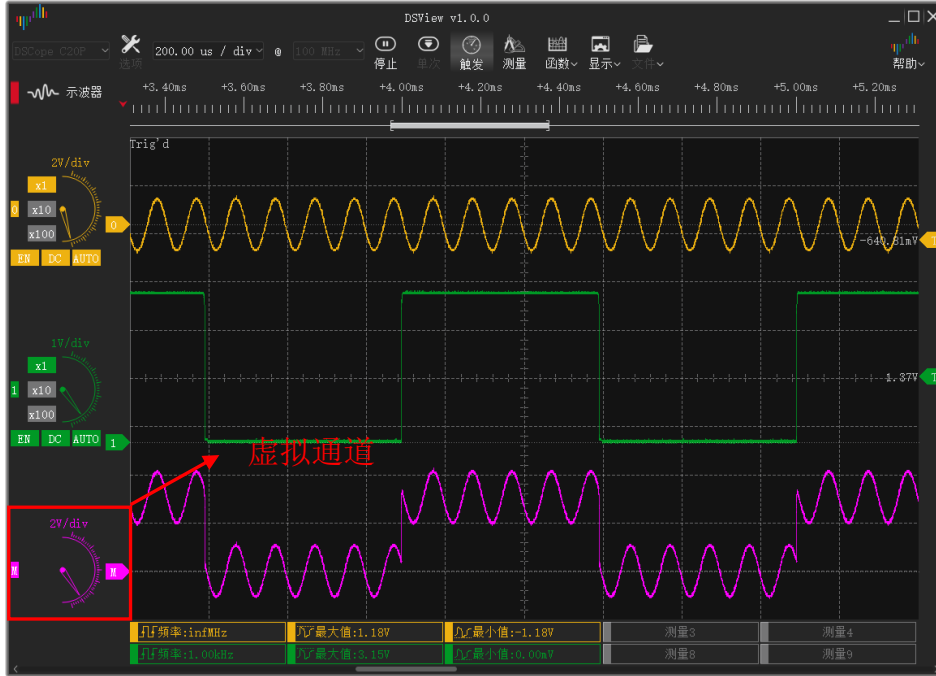 DSView v1.0.0
DSCope C20P
选项
200.00 us / div
@
100 MHz
停止
单次
触发
测量
函数
显示
文件
帮助
示波器
+3.40ms +3.60ms +3.80ms +4.00ms +4.20ms +4.40ms +4.60ms +4.80ms +5.00ms +5.20ms
Trig'd
2V/div
x1
0 x10
x100
0
EN DC AUTO
-640.81mV
T
1V/div
x1
1 x10
x100
EN DC AUTO
1
1.37V
T
虚拟通道
2V/div
M
M
频率:infMHz 最大值:1.18V 最小值:-1.18V 测量3 测量4
频率:1.00kHz 最大值:3.15V 最小值:0.00mV 测量8 测量9